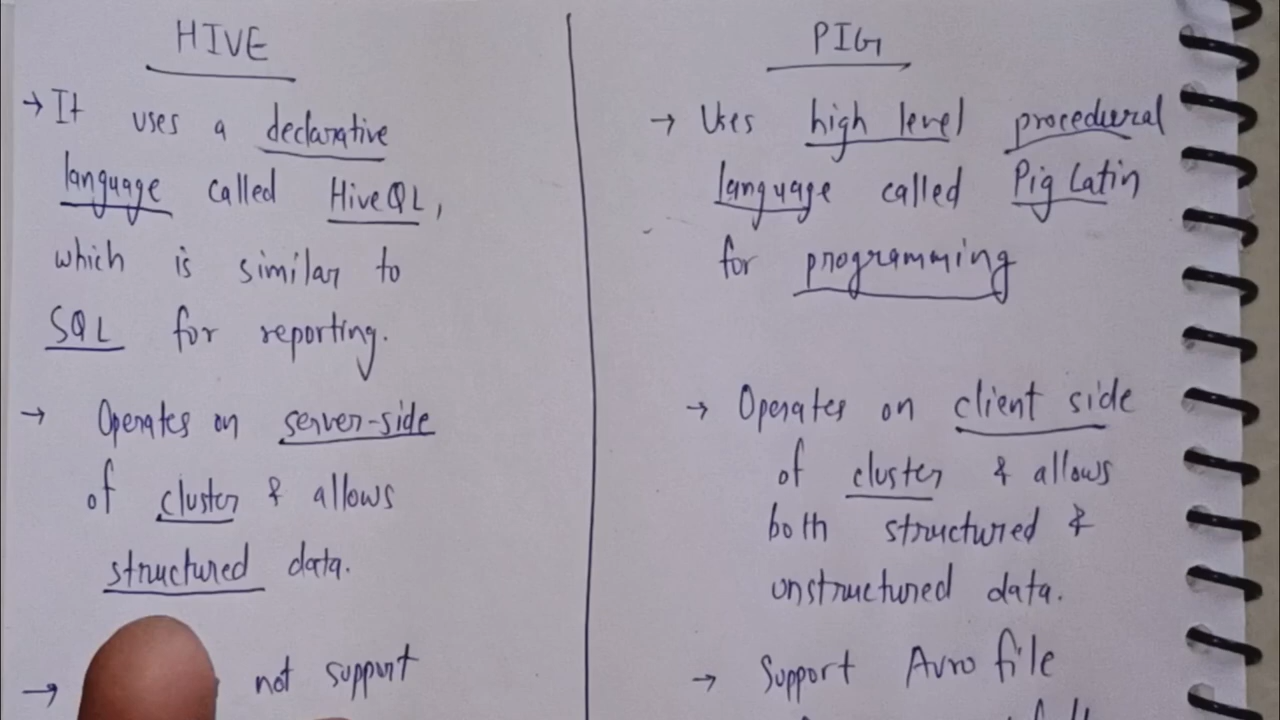 HIVE
→ It uses a declarative
language called HiveQL,
which is similar to
SQL for reporting.
→ Operates on server-side
of cluster & allows
structured data.
→ not support
PIG
→ Uses high level procedural
language called Pig Latin
for programming
→ Operates on client side
of cluster & allows
both structured &
unstructured data.
→ Support Avro file